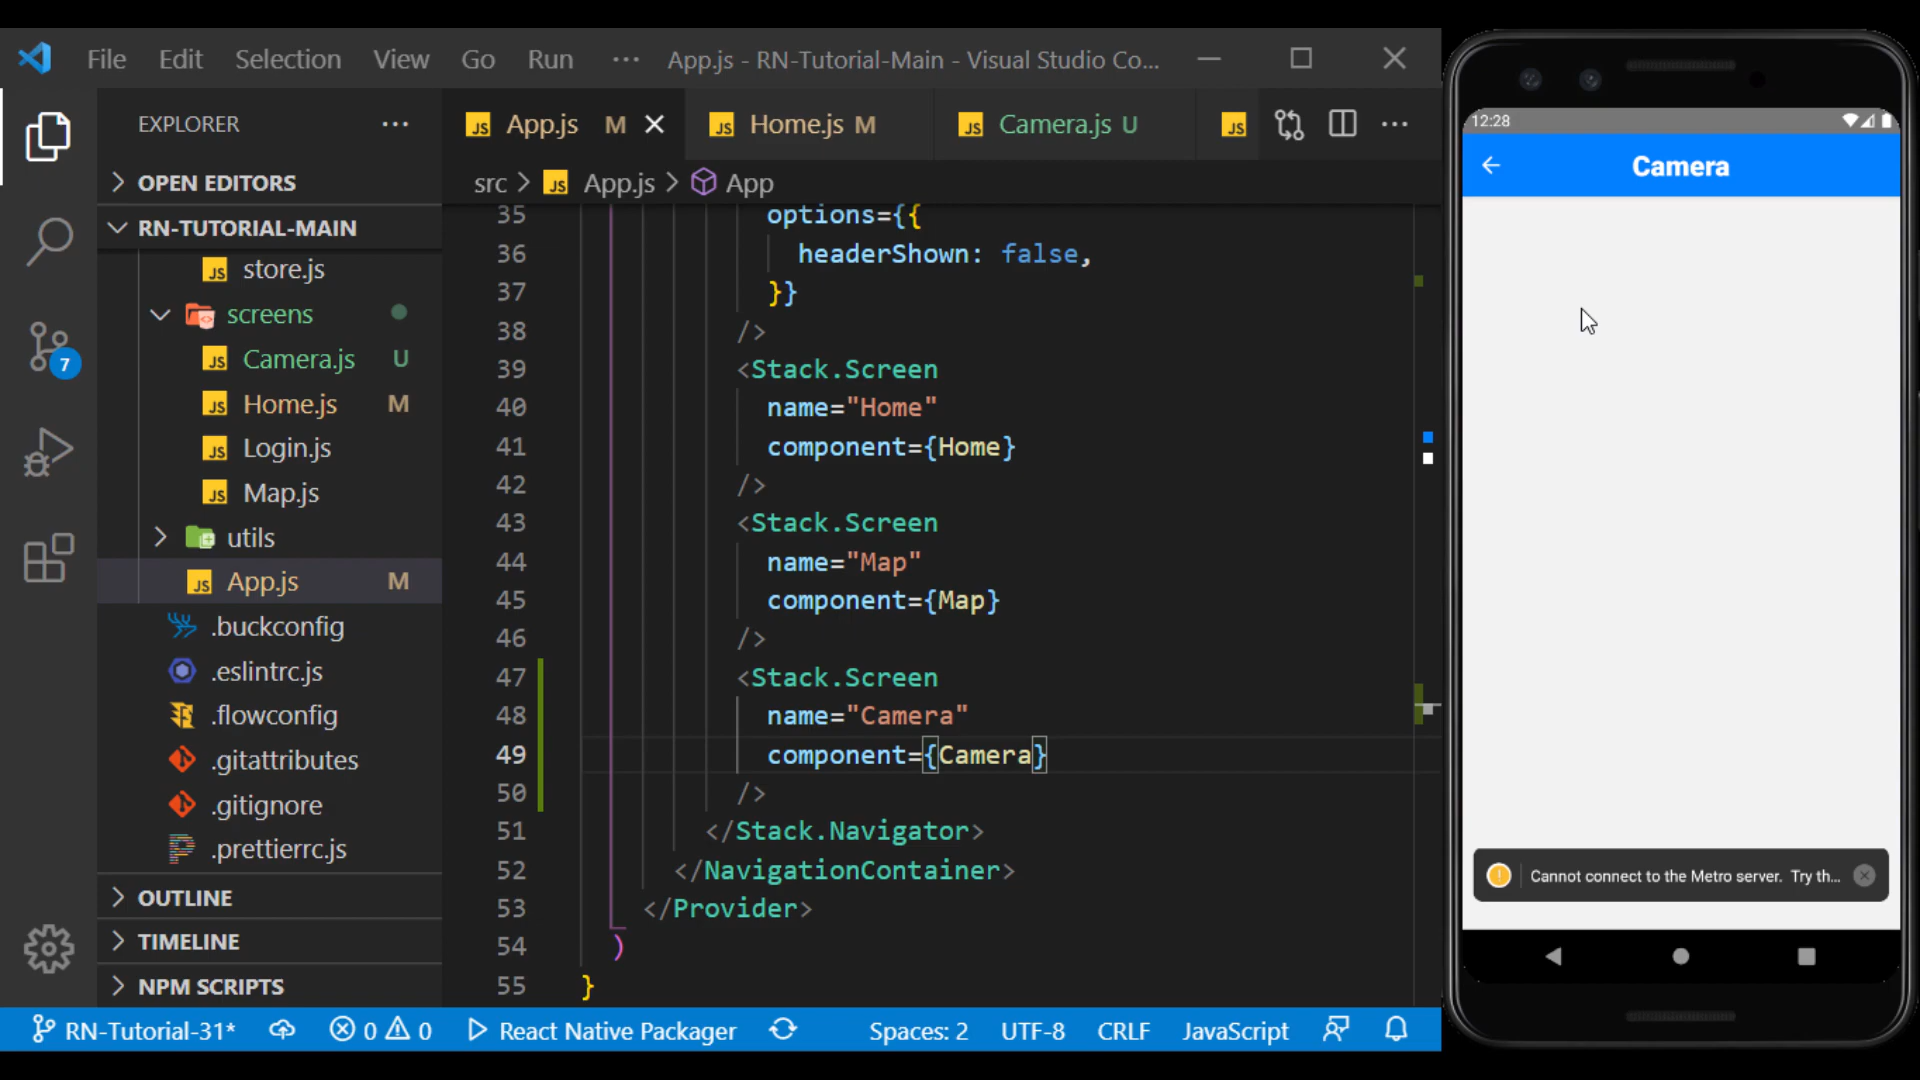 File Edit Selection View Go Run ··· App.js - RN-Tutorial-Main - Visual Studio Co...
EXPLORER ···
OPEN EDITORS
RN-TUTORIAL-MAIN
JS store.js
screens
JS Camera.js U
JS Home.js M
JS Login.js
JS Map.js
utils
JS App.js M
.buckconfig
.eslintrc.js
.flowconfig
.gitattributes
.gitignore
.prettierrc.js
OUTLINE
TIMELINE
NPM SCRIPTS
7
JS App.js M JS Home.js M JS Camera.js U JS ···
src > JS App.js > App
35 options={{
36 headerShown: false,
37 }}
38 />
39 <Stack.Screen
40 name="Home"
41 component={Home}
42 />
43 <Stack.Screen
44 name="Map"
45 component={Map}
46 />
47 <Stack.Screen
48 name="Camera"
49 component={Camera}
50 />
51 </Stack.Navigator>
52 </NavigationContainer>
53 </Provider>
54 )
55 }
RN-Tutorial-31* 0 0 React Native Packager Spaces: 2 UTF-8 CRLF JavaScript
12:28
Camera
! Cannot connect to the Metro server. Try th...